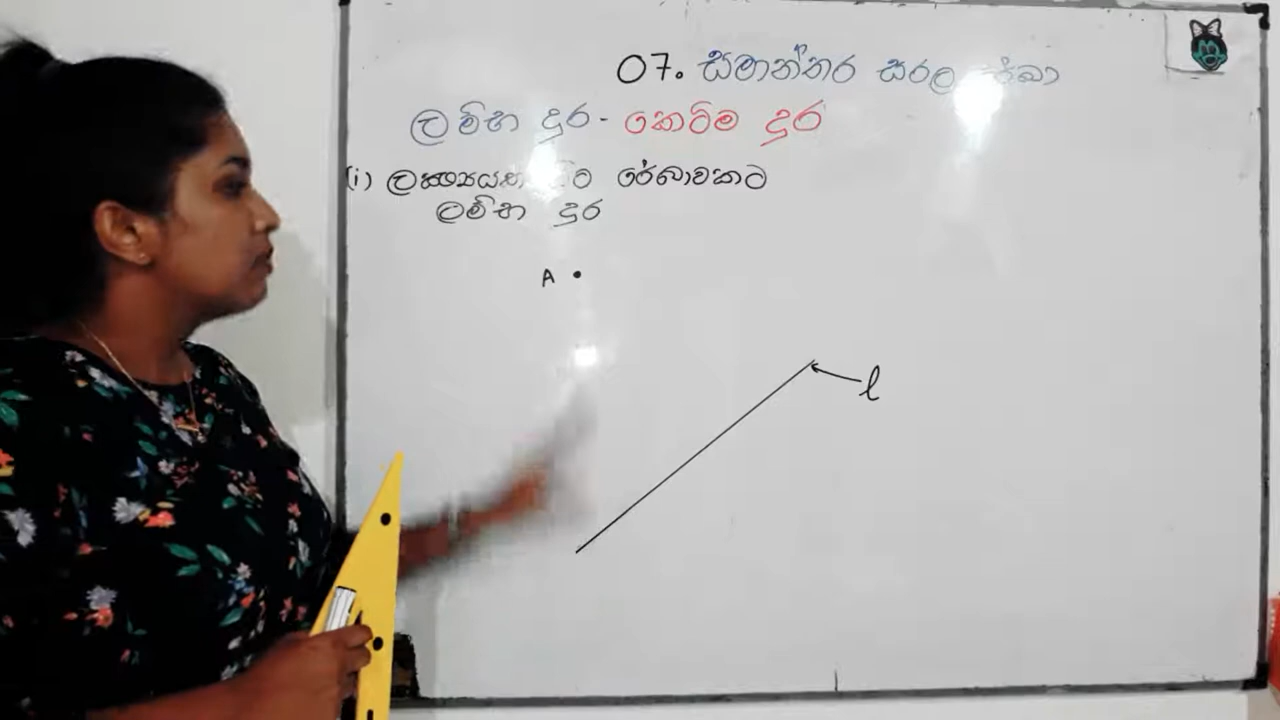 07. සමාන්තර සරල රේඛා
ලම්භ දුර - කෙටිම දුර
(i) ලක්ෂ්‍යයක සිට රේඛාවකට
ලම්භ දුර
A
l